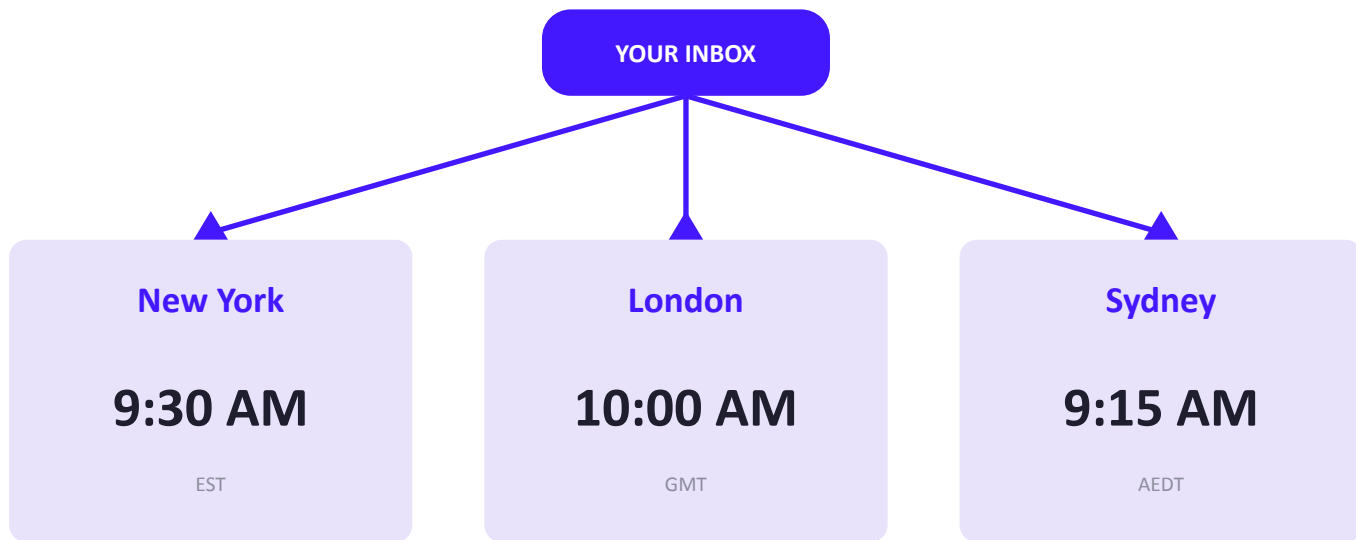 YOUR INBOX
New York
9:30 AM
EST
London
10:00 AM
GMT
Sydney
9:15 AM
AEDT